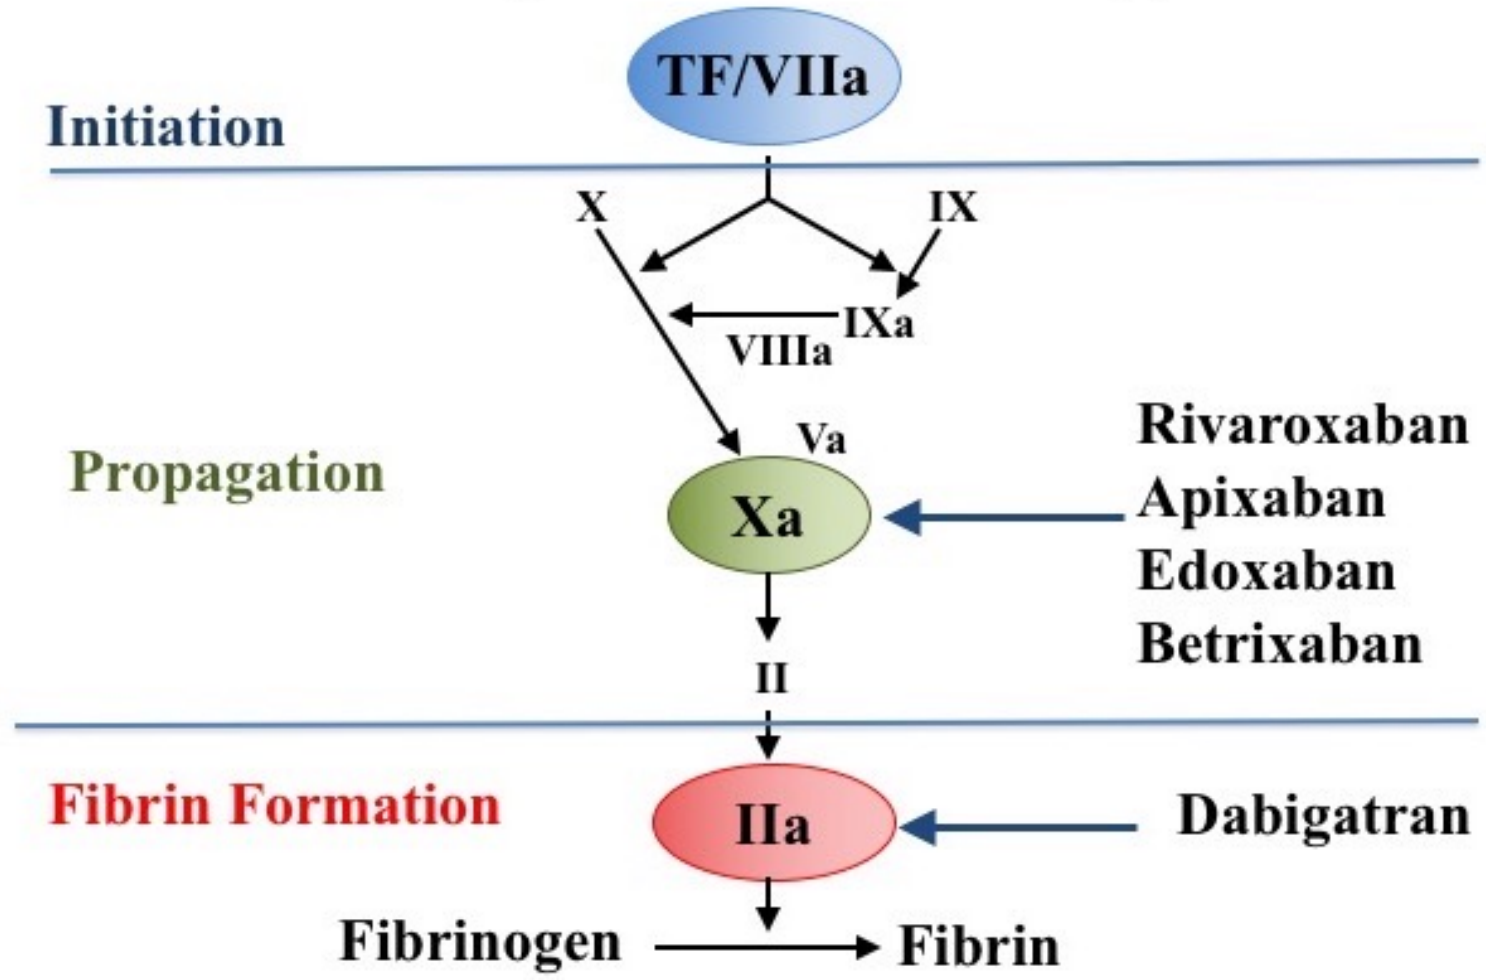 TF/VIIa
Initiation
X
IX
IXa
VIIIa
Va
Propagation
Xa
Rivaroxaban
Apixaban
Edoxaban
Betrixaban
II
Fibrin Formation
IIa
Dabigatran
Fibrinogen
Fibrin